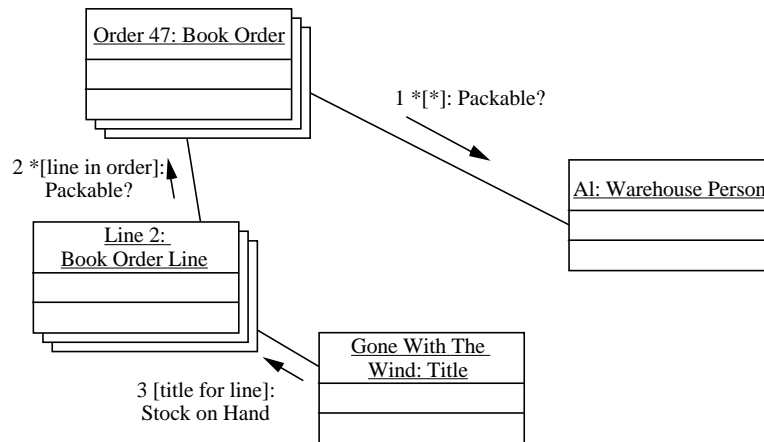 Order 47: Book Order
1 *[*]: Packable?
2 *[line in order]:
Packable?
Al: Warehouse Person
Line 2:
Book Order Line
Gone With The
Wind: Title
3 [title for line]:
Stock on Hand